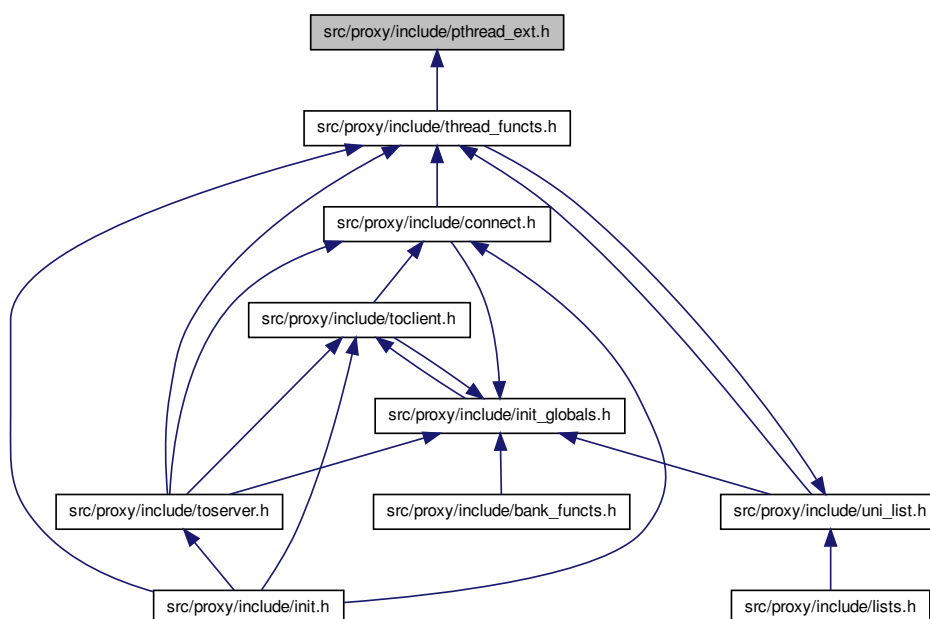 src/proxy/include/pthread_ext.h
src/proxy/include/thread_functs.h
src/proxy/include/connect.h
src/proxy/include/toclient.h
src/proxy/include/init_globals.h
src/proxy/include/toserver.h
src/proxy/include/bank_functs.h
src/proxy/include/uni_list.h
src/proxy/include/init.h
src/proxy/include/lists.h